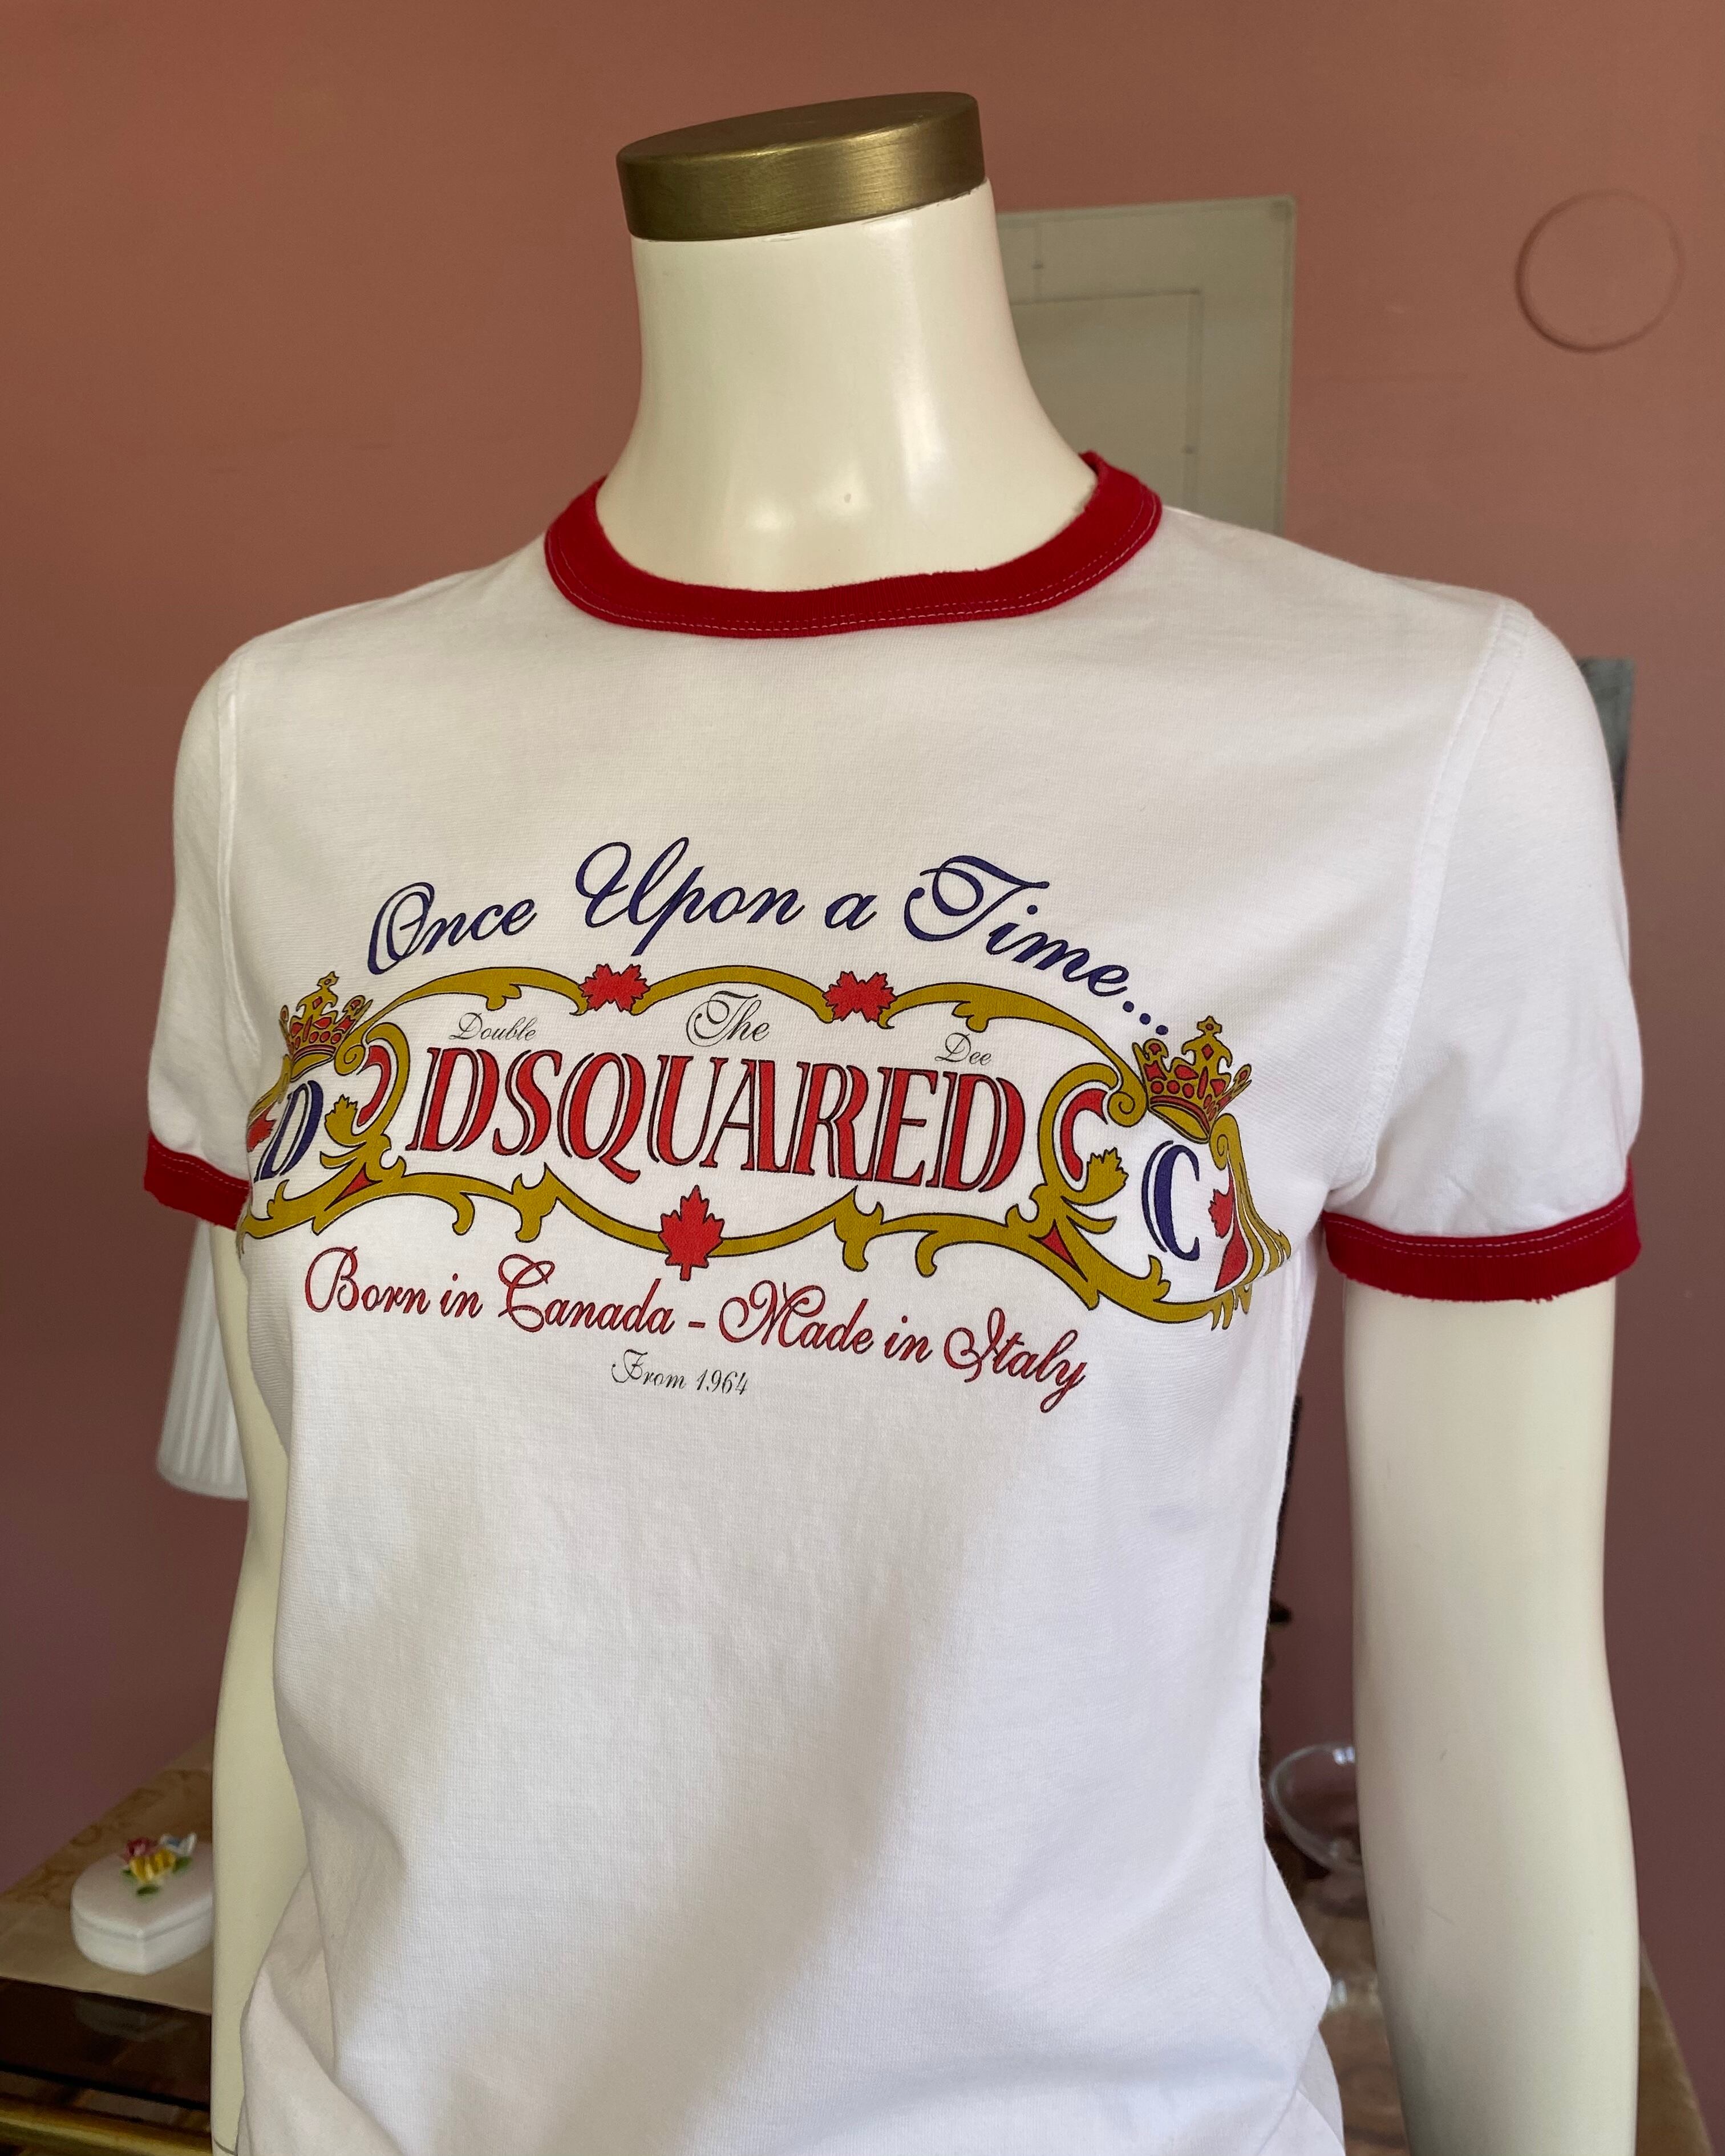 Once Upon a Time...
Double The Dee
D DSQUARED C
Born in Canada - Made in Italy
From 1964